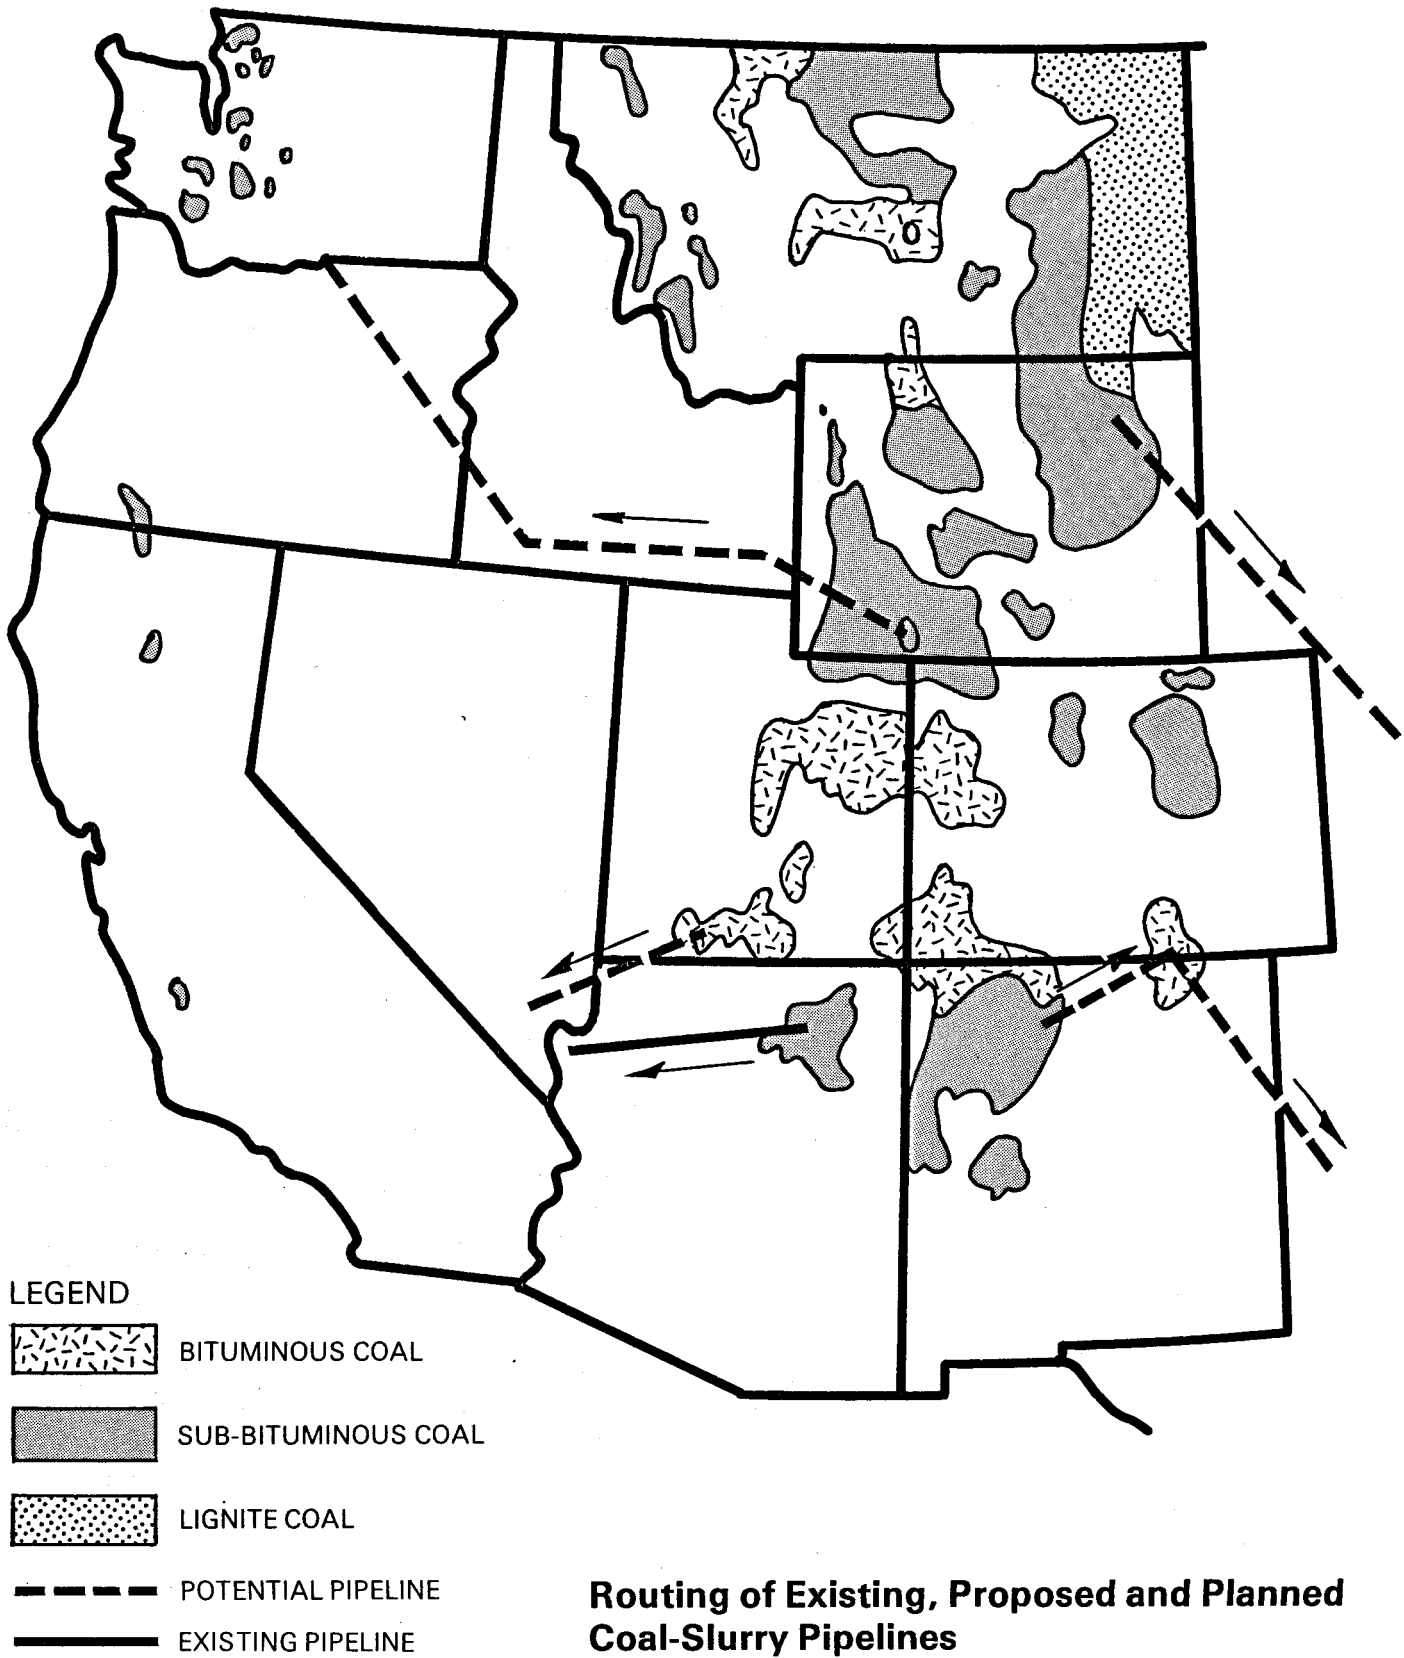 LEGEND
BITUMINOUS COAL
SUB-BITUMINOUS COAL
LIGNITE COAL
POTENTIAL PIPELINE
EXISTING PIPELINE
Routing of Existing, Proposed and Planned
Coal-Slurry Pipelines